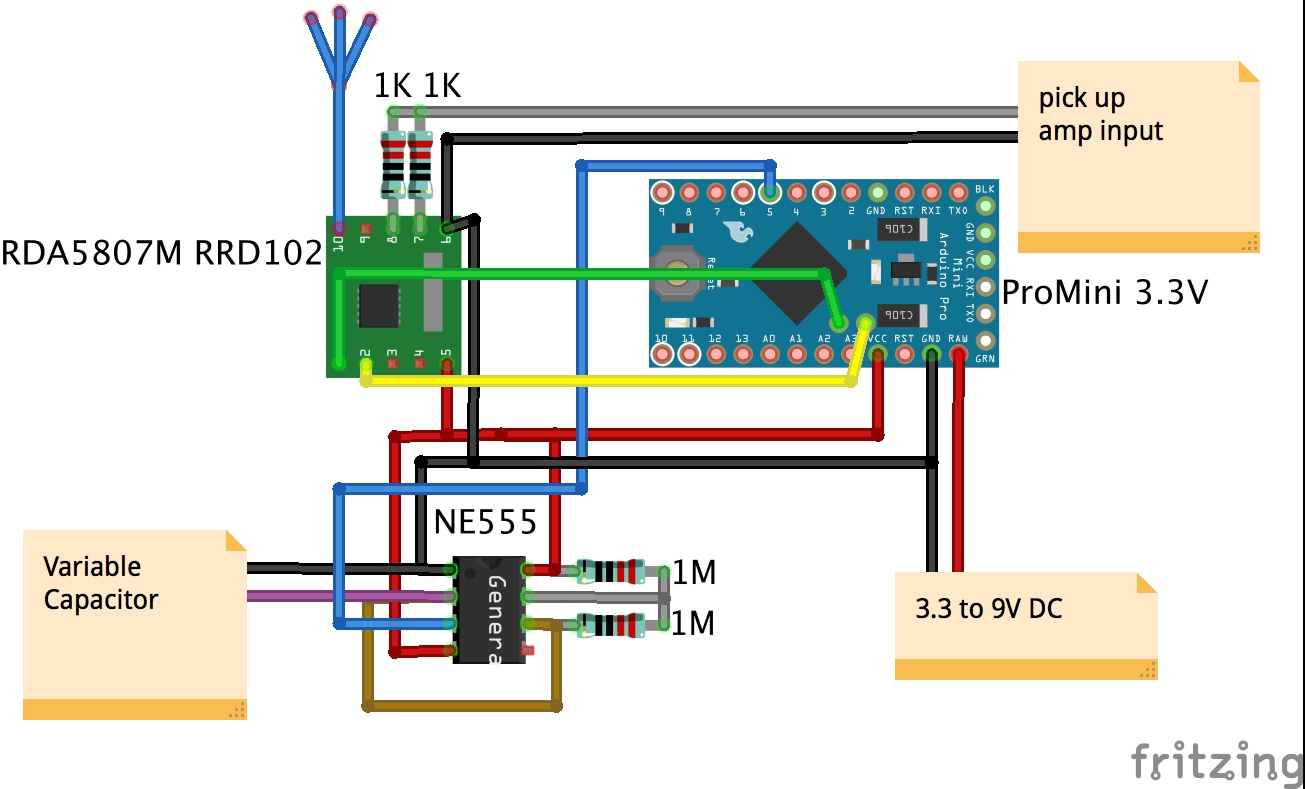 1K 1K
pick up
amp input
10 9 8 7 6
RDA5807M RRD102
2 3 4 5
9 8 7 6 5 4 3 2 GND RST RXI TXO
BLK
GND VCC RXI TXO
GRN
Reset
Arduino Pro
Mini
C106
C106
10 11 12 13 A0 A1 A2 A3 VCC RST GND RAW
ProMini 3.3V
NE555
Genera
1M
1M
Variable
Capacitor
3.3 to 9V DC
fritzing